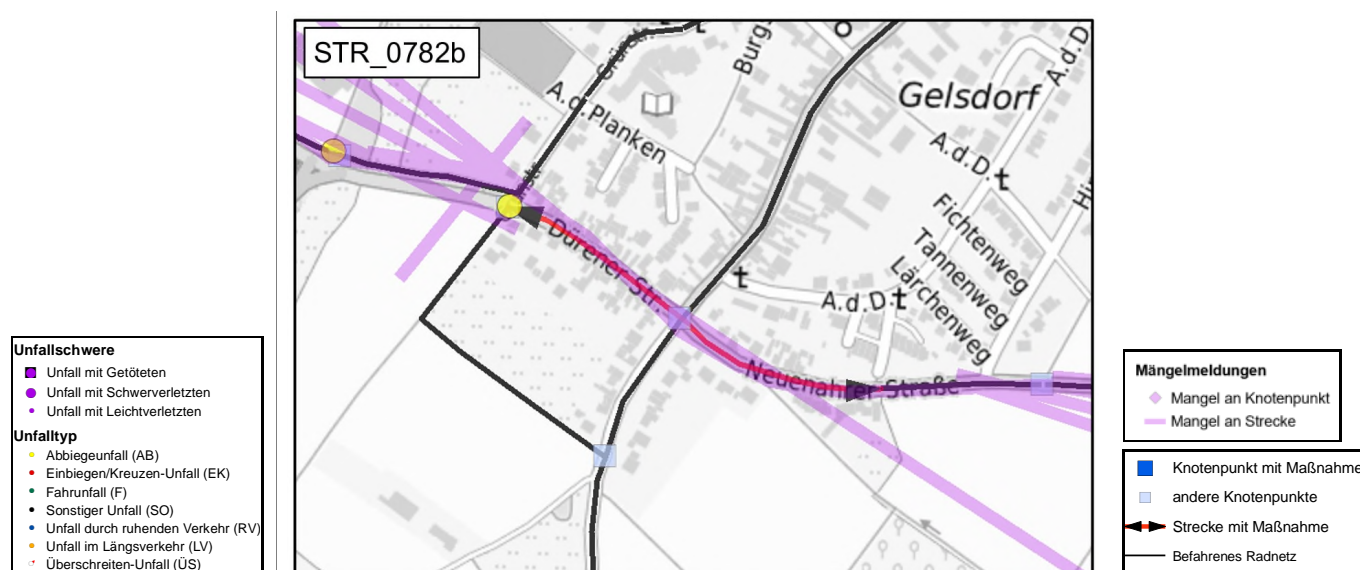 STR_0782b
Grürstr.
Burg
Gelsdorf
A.d.D
A.d.Planken
A.d.D.
Hi
Fichtenweg
Tannenweg
Lärchenweg
Dürener Str.
A.d.D.
Neuenahrer Straße
Unfallschwere
Unfall mit Getöteten
Unfall mit Schwerverletzten
Unfall mit Leichtverletzten
Unfalltyp
Abbiegeunfall (AB)
Einbiegen/Kreuzen-Unfall (EK)
Fahrunfall (F)
Sonstiger Unfall (SO)
Unfall durch ruhenden Verkehr (RV)
Unfall im Längsverkehr (LV)
Überschreiten-Unfall (ÜS)
Mängelmeldungen
Mangel an Knotenpunkt
Mangel an Strecke
Knotenpunkt mit Maßnahme
andere Knotenpunkte
Strecke mit Maßnahme
Befahrenes Radnetz